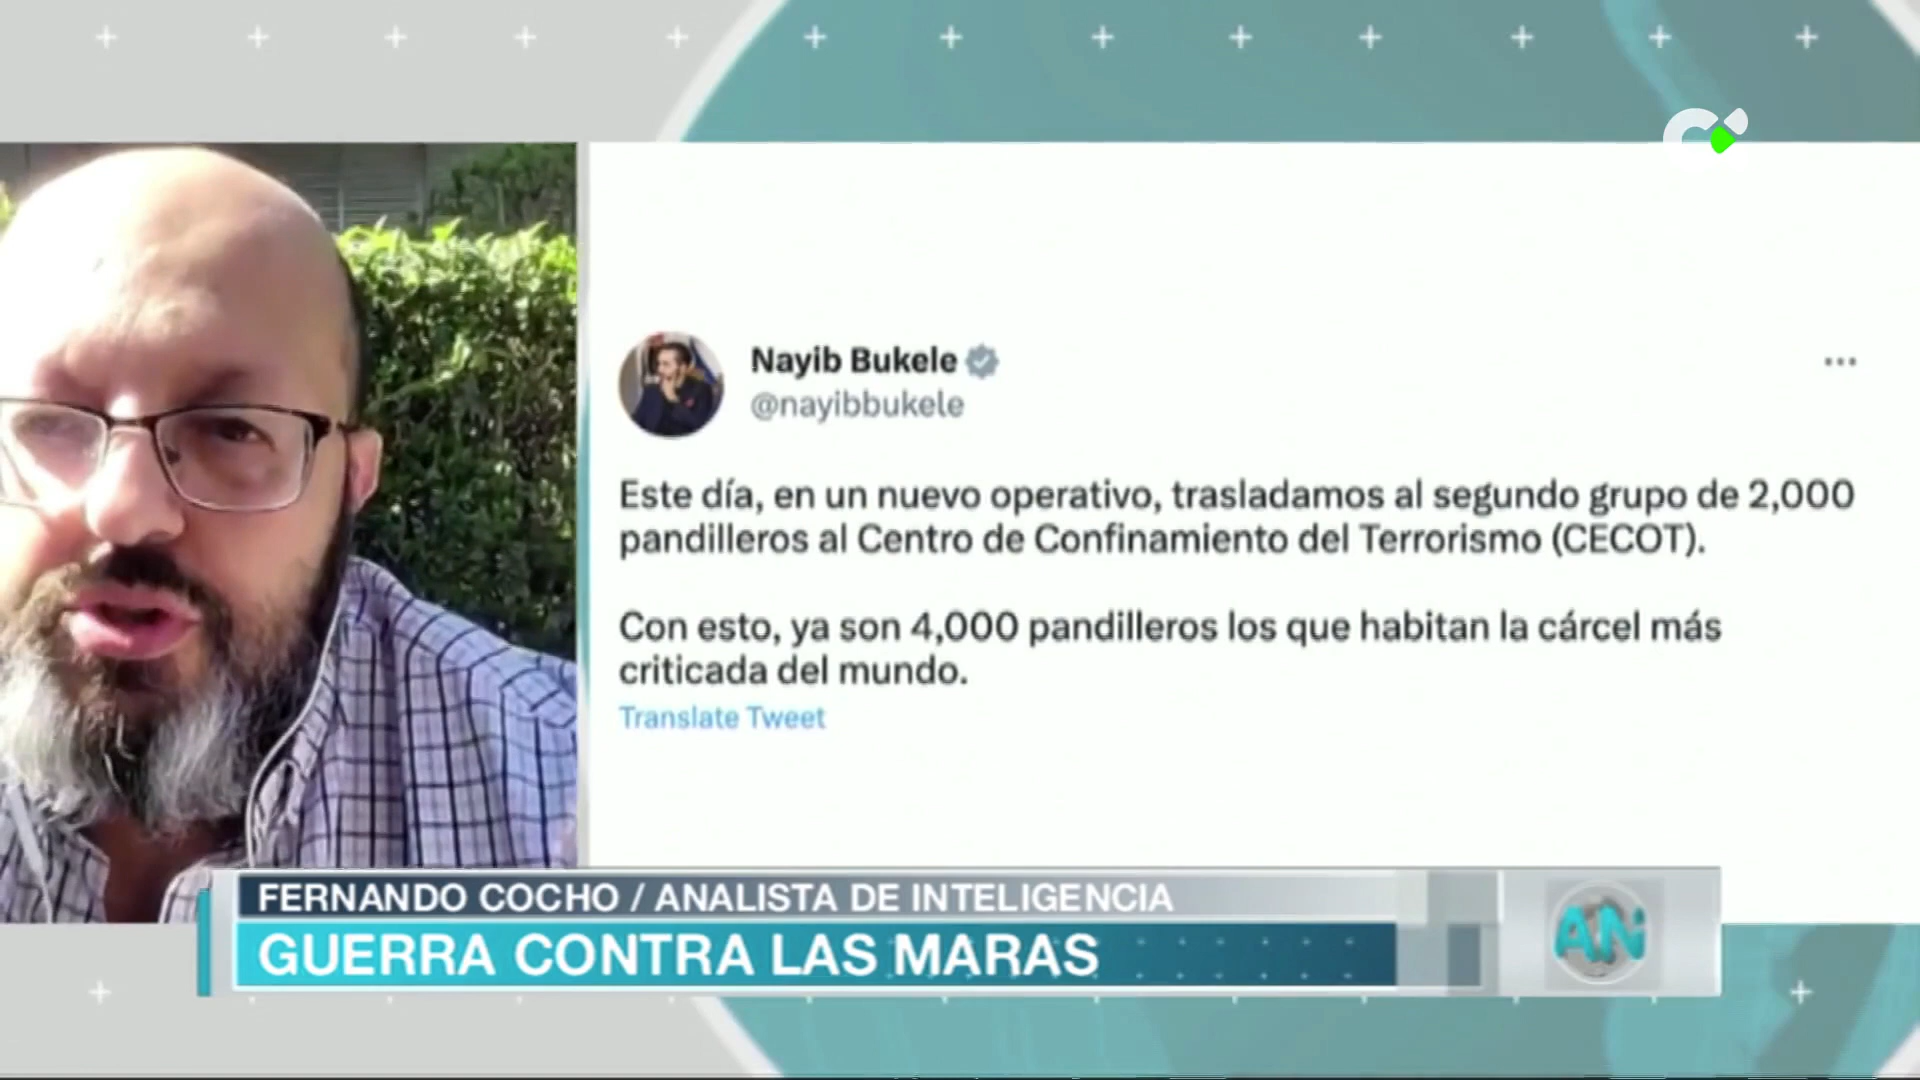 Nayib Bukele
@nayibbukele
Este día, en un nuevo operativo, trasladamos al segundo grupo de 2,000
pandilleros al Centro de Confinamiento del Terrorismo (CECOT).
Con esto, ya son 4,000 pandilleros los que habitan la cárcel más
criticada del mundo.
Translate Tweet
FERNANDO COCHO / ANALISTA DE INTELIGENCIA
GUERRA CONTRA LAS MARAS
AN